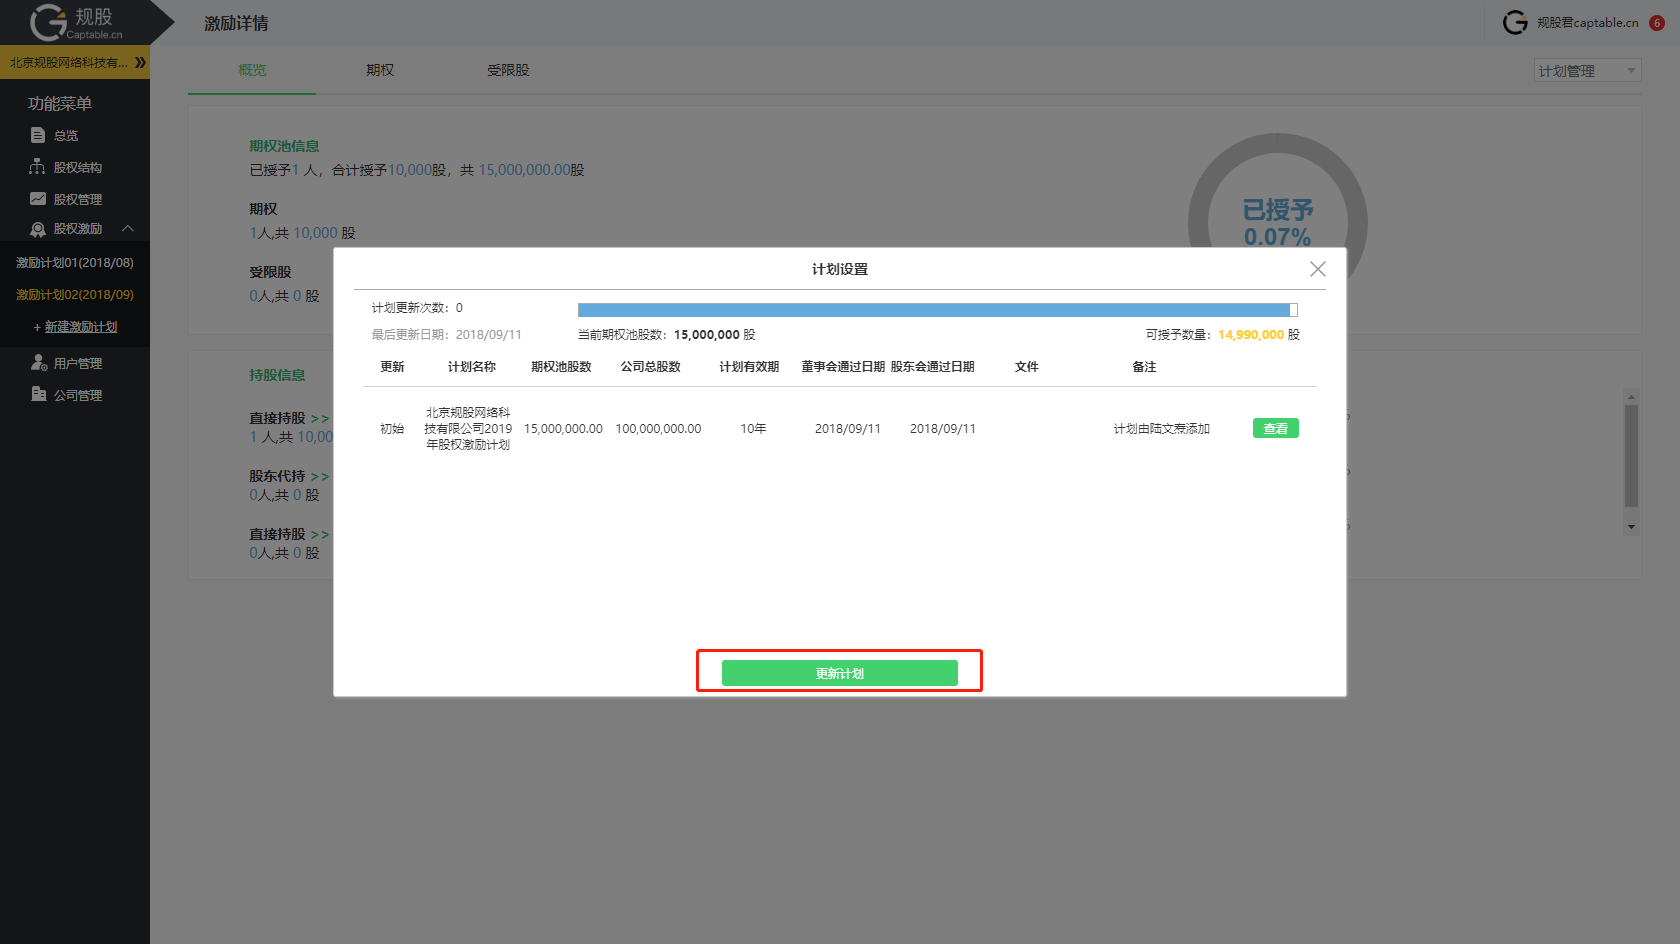 规股
Captable.cn
激励详情
规股君captable.cn
6
北京规股网络科技有...
概览
期权
受限股
计划管理
功能菜单
总览
股权结构
股权管理
股权激励
激励计划01(2018/08)
激励计划02(2018/09)
+ 新建激励计划
用户管理
公司管理
期权池信息
已授予1 人，合计授予10,000股，共 15,000,000.00股
期权
1人,共 10,000 股
受限股
0人,共 0 股
已授予
0.07%
持股信息
直接持股 >>
1 人,共 10,00
股东代持 >>
0人,共 0 股
直接持股 >>
0人,共 0 股
计划设置
计划更新次数：0
最后更新日期：2018/09/11
当前期权池股数：15,000,000 股
可授予数量：14,990,000 股
更新 计划名称 期权池股数 公司总股数 计划有效期 董事会通过日期 股东会通过日期 文件 备注
初始
北京规股网络科
技有限公司2019
年股权激励计划
15,000,000.00 100,000,000.00 10年 2018/09/11 2018/09/11
计划由陆文焘添加
查看
更新计划